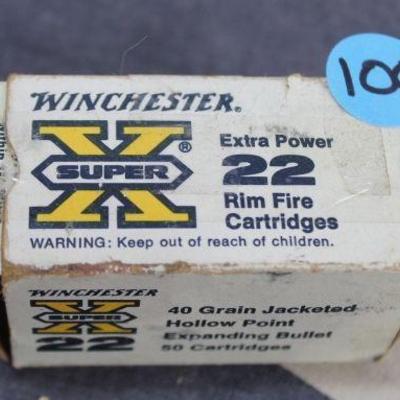 WINCHESTER®
SUPER X®
Extra Power
22
Rim Fire
Cartridges
WARNING: Keep out of reach of children.
WINCHESTER
SUPER X
22
40 Grain Jacketed
Hollow Point
Expanding Bullet
50 Cartridges